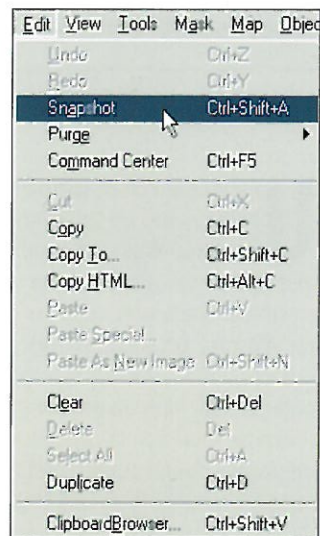 Edit View Tools Mask Map Objec
Undo Ctrl+Z
Redo Ctrl+Y
Snapshot Ctrl+Shift+A
Purge
Command Center Ctrl+F5
Cut Ctrl+X
Copy Ctrl+C
Copy To... Ctrl+Shift+C
Copy HTML... Ctrl+Alt+C
Paste Ctrl+V
Paste Special...
Paste As New Image Ctrl+Shift+N
Clear Ctrl+Del
Delete Del
Select All Ctrl+A
Duplicate Ctrl+D
ClipboardBrowser... Ctrl+Shift+V